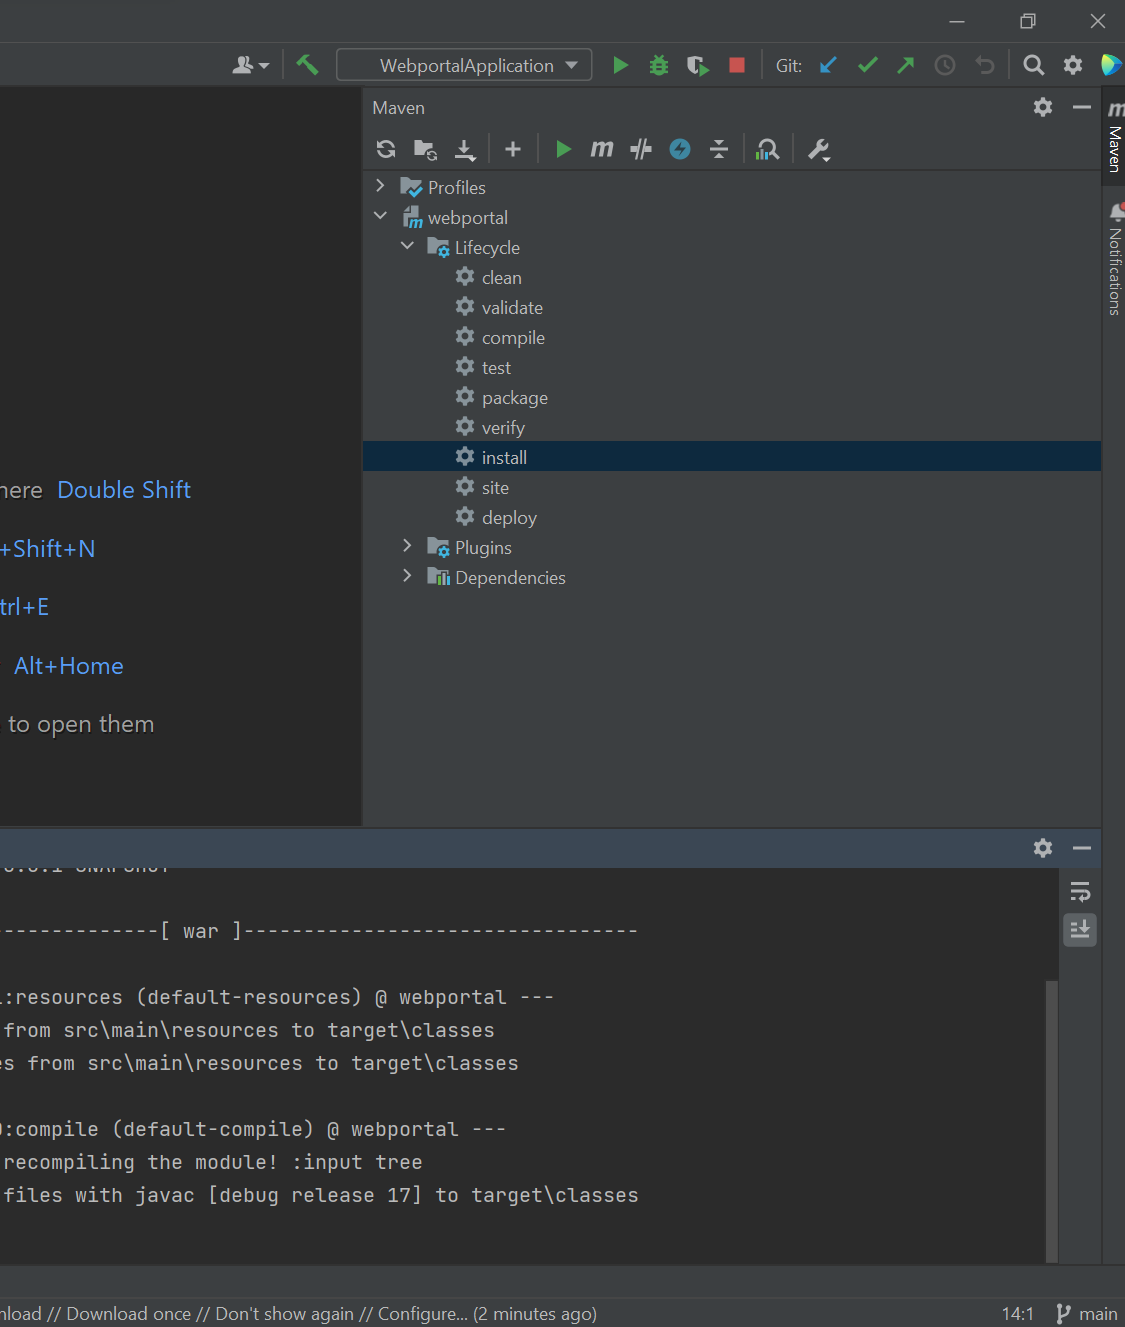 WebportalApplication
Git:
Maven
Profiles
webportal
Lifecycle
clean
validate
compile
test
package
verify
install
site
deploy
Plugins
Dependencies
Maven
Notifications
here Double Shift
+Shift+N
trl+E
Alt+Home
to open them
--------------[ war ]---------------------------------
:resources (default-resources) @ webportal ---
from src\main\resources to target\classes
es from src\main\resources to target\classes
:compile (default-compile) @ webportal ---
recompiling the module! :input tree
files with javac [debug release 17] to target\classes
nload // Download once // Don't show again // Configure... (2 minutes ago)
14:1
main